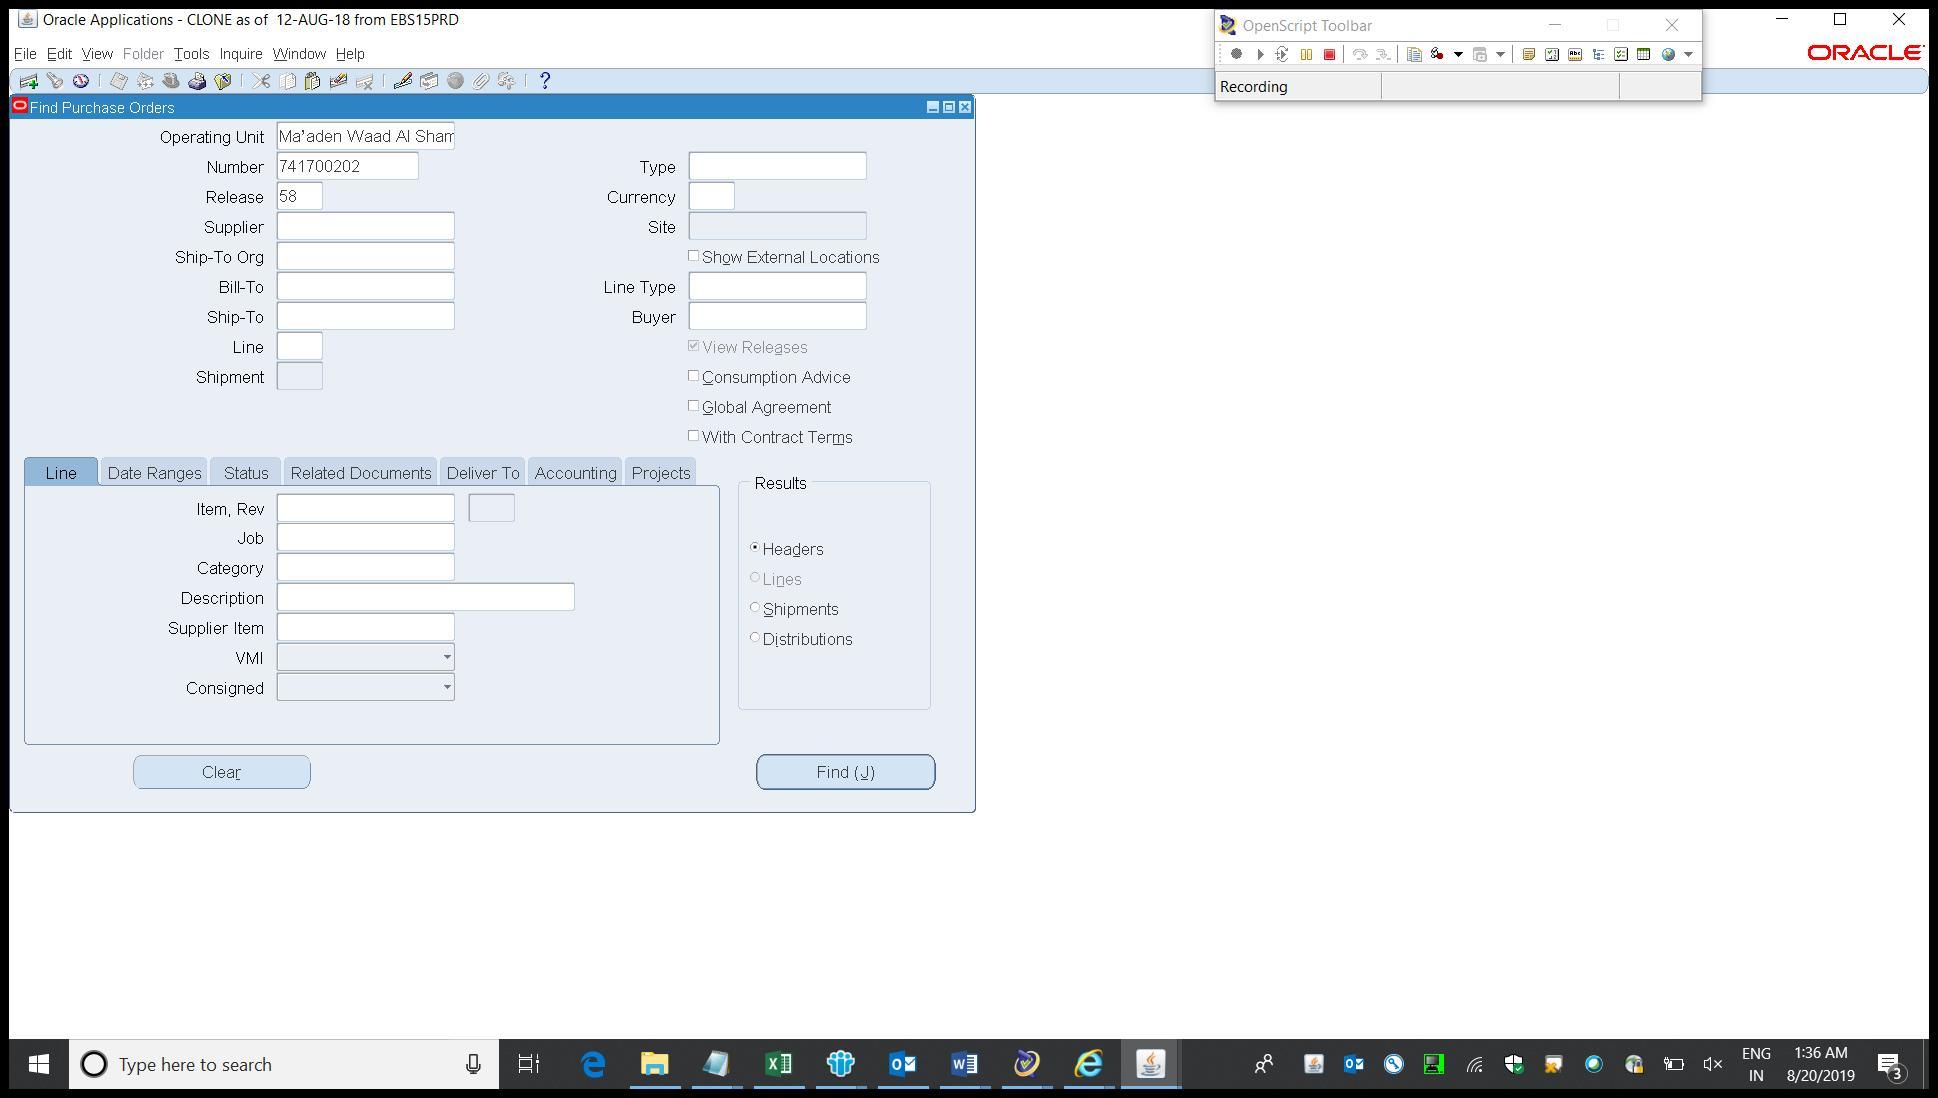 Oracle Applications - CLONE as of  12-AUG-18 from EBS15PRD
OpenScript Toolbar
File Edit View Folder Tools Inquire Window Help
ORACLE
Recording
Find Purchase Orders
Operating Unit Ma'aden Waad Al Sham
Number 741700202 Type
Release 58 Currency
Supplier Site
Ship-To Org Show External Locations
Bill-To Line Type
Ship-To Buyer
Line View Releases
Shipment Consumption Advice
Global Agreement
With Contract Terms
Line Date Ranges Status Related Documents Deliver To Accounting Projects
Results
Item, Rev
Job
Headers
Category
Lines
Description
Shipments
Supplier Item
Distributions
VMI
Consigned
Clear Find (J)
Type here to search
ENG 1:36 AM
IN 8/20/2019 3